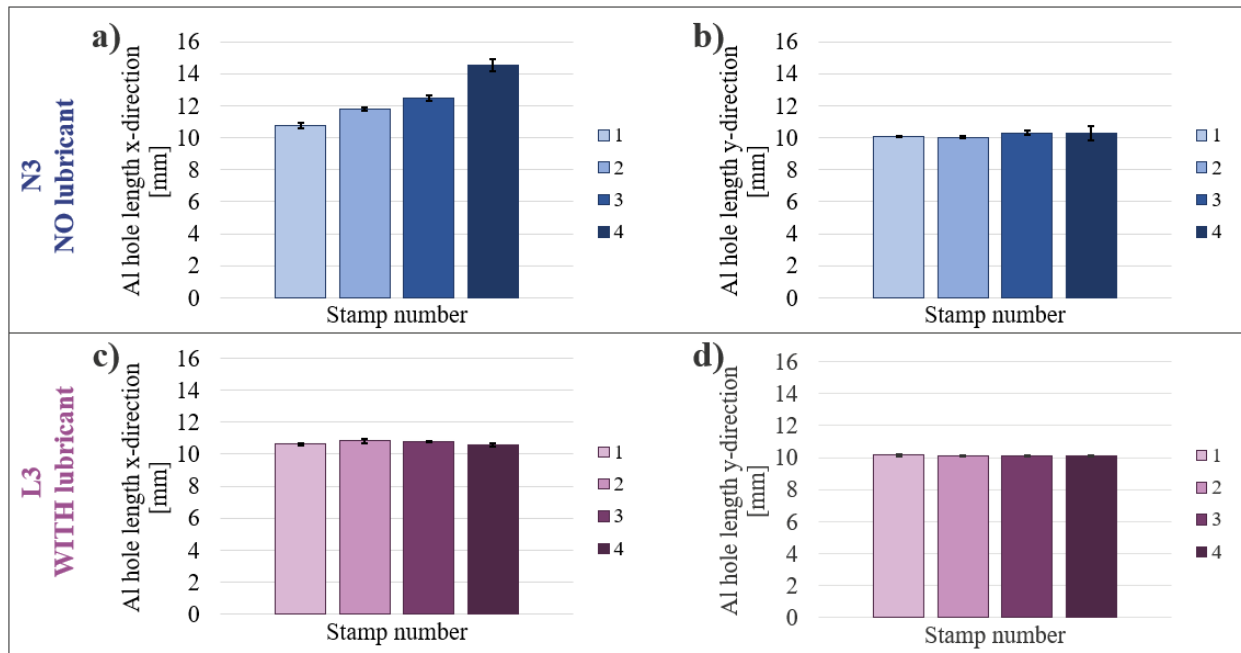 N3
NO lubricant
a)
Al hole length x-direction
[mm]
16
14
12
10
8
6
4
2
0
Stamp number
1
2
3
4
b)
Al hole length y-direction
[mm]
16
14
12
10
8
6
4
2
0
Stamp number
1
2
3
4
L3
WITH lubricant
c)
Al hole length x-direction
[mm]
16
14
12
10
8
6
4
2
0
Stamp number
1
2
3
4
d)
Al hole length y-direction
[mm]
16
14
12
10
8
6
4
2
0
Stamp number
1
2
3
4